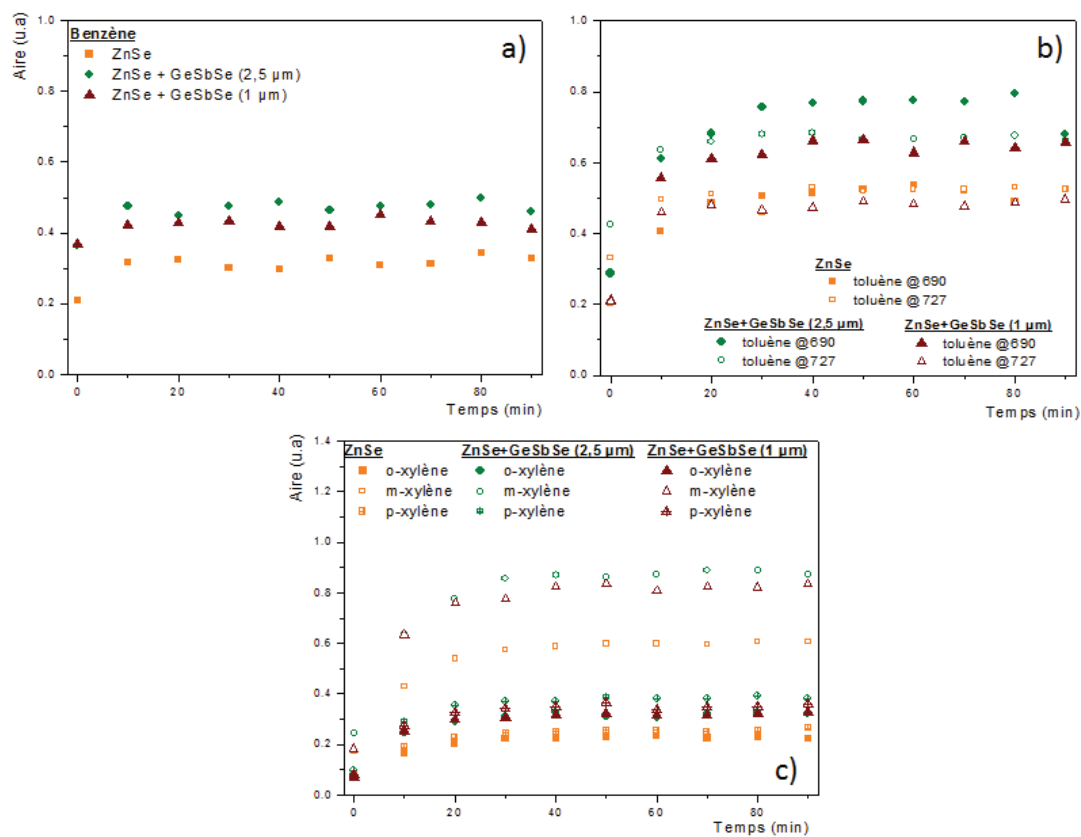 a)
Benzène
ZnSe
ZnSe + GeSbSe (2,5 µm)
ZnSe + GeSbSe (1 µm)
Aire (u.a)
1.0
0.8
0.6
0.4
0.2
0.0
0 20 40 60 80
Temps (min)
b)
1.0
0.8
0.6
0.4
0.2
0.0
ZnSe
toluène @690
toluène @727
ZnSe+GeSbSe (2,5 µm) ZnSe+GeSbSe (1 µm)
toluène @690 toluène @690
toluène @727 toluène @727
0 20 40 60 80
Temps (min)
Aire (u.a)
1.4
1.2
1.0
0.8
0.6
0.4
0.2
0.0
ZnSe ZnSe+GeSbSe (2,5 µm) ZnSe+GeSbSe (1 µm)
o-xylène o-xylène o-xylène
m-xylène m-xylène m-xylène
p-xylène p-xylène p-xylène
c)
0 20 40 60 80
Temps (min)